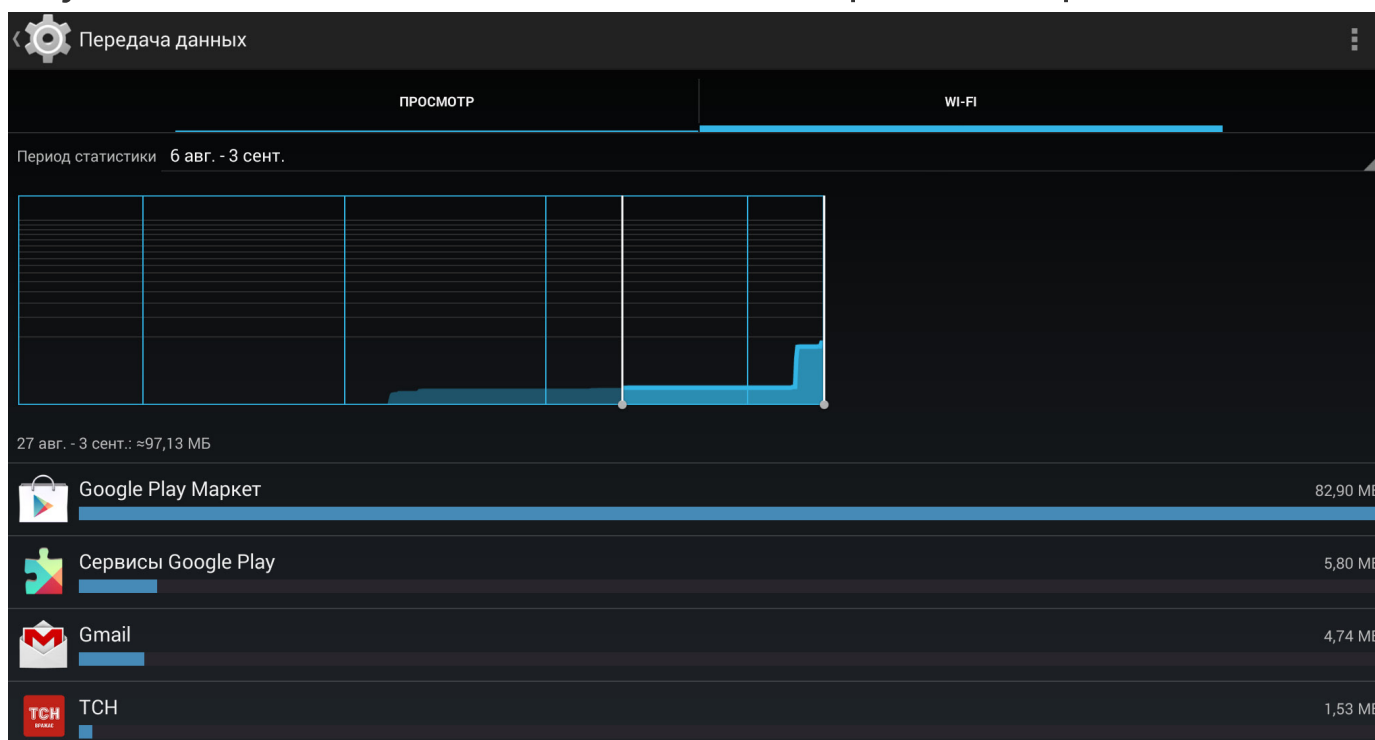 Передача данных
ПРОСМОТР WI-FI
Период статистики 6 авг. - 3 сент.
27 авг. - 3 сент.: ≈97,13 МБ
Google Play Маркет 82,90 МБ
Сервисы Google Play 5,80 МБ
Gmail 4,74 МБ
ТСН 1,53 МБ
ТСН